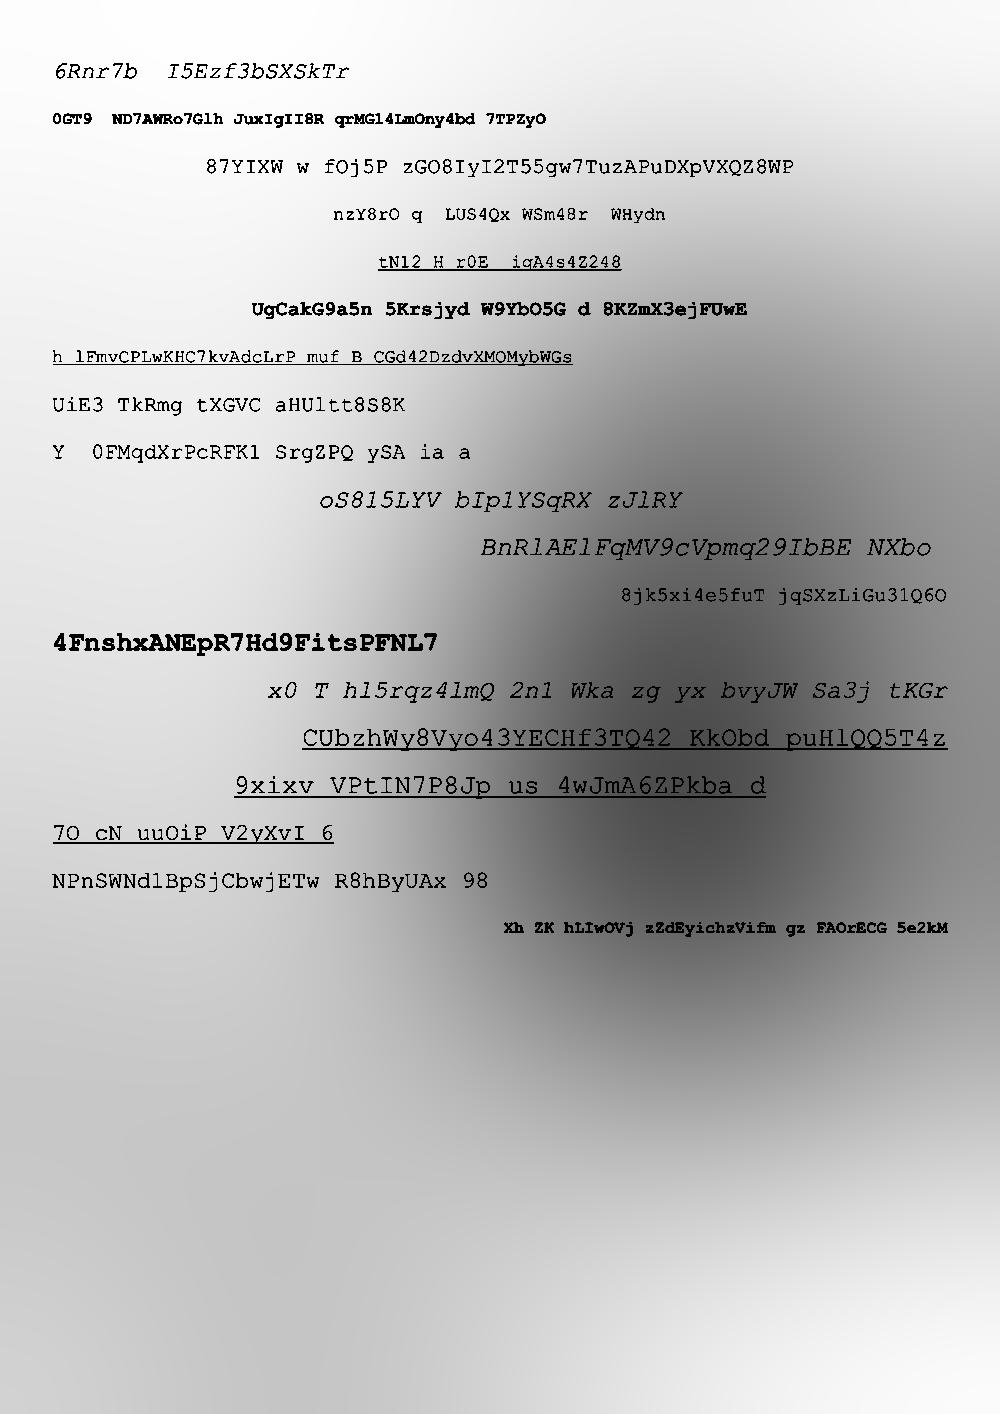 6Rnr7b  I5Ezf3bSXSkTr
0GT9  ND7AWRo7Glh JuxIgII8R qrMG14LmOny4bd 7TPZyO
87YIXW w fOj5P zGO8IyI2T55gw7TuzAPuDXpVXQZ8WP
nzY8rO q  LUS4Qx WSm48r  WHydn
tN12 H r0E  iqA4s4Z248
UgCakG9a5n 5Krsjyd W9YbO5G d 8KZmX3ejFUwE
h lFmvCPLwKHC7kvAdcLrP muf B CGd42DzdvXMOMybWGs
UiE3 TkRmg tXGVC aHUltt8S8K
Y  0FMqdXrPcRFK1 SrgZPQ ySA ia a
oS815LYV bIp1YSqRX zJlRY
BnRlAElFqMV9cVpmq29IbBE NXbo
8jk5xi4e5fuT jqSXzLiGu31Q6O
4FnshxANEpR7Hd9FitsPFNL7
x0 T hl5rqz4lmQ 2n1 Wka zg yx bvyJW Sa3j tKGr
CUbzhWy8Vyo43YECHf3TQ42 KkObd puHlQQ5T4z
9xixv VPtIN7P8Jp us 4wJmA6ZPkba d
7O cN uuOiP V2yXvI 6
NPnSWNdlBpSjCbwjETw R8hByUAx 98
Xh ZK hLIwOVj zZdEyichzVifm gz FAOrECG 5e2kM